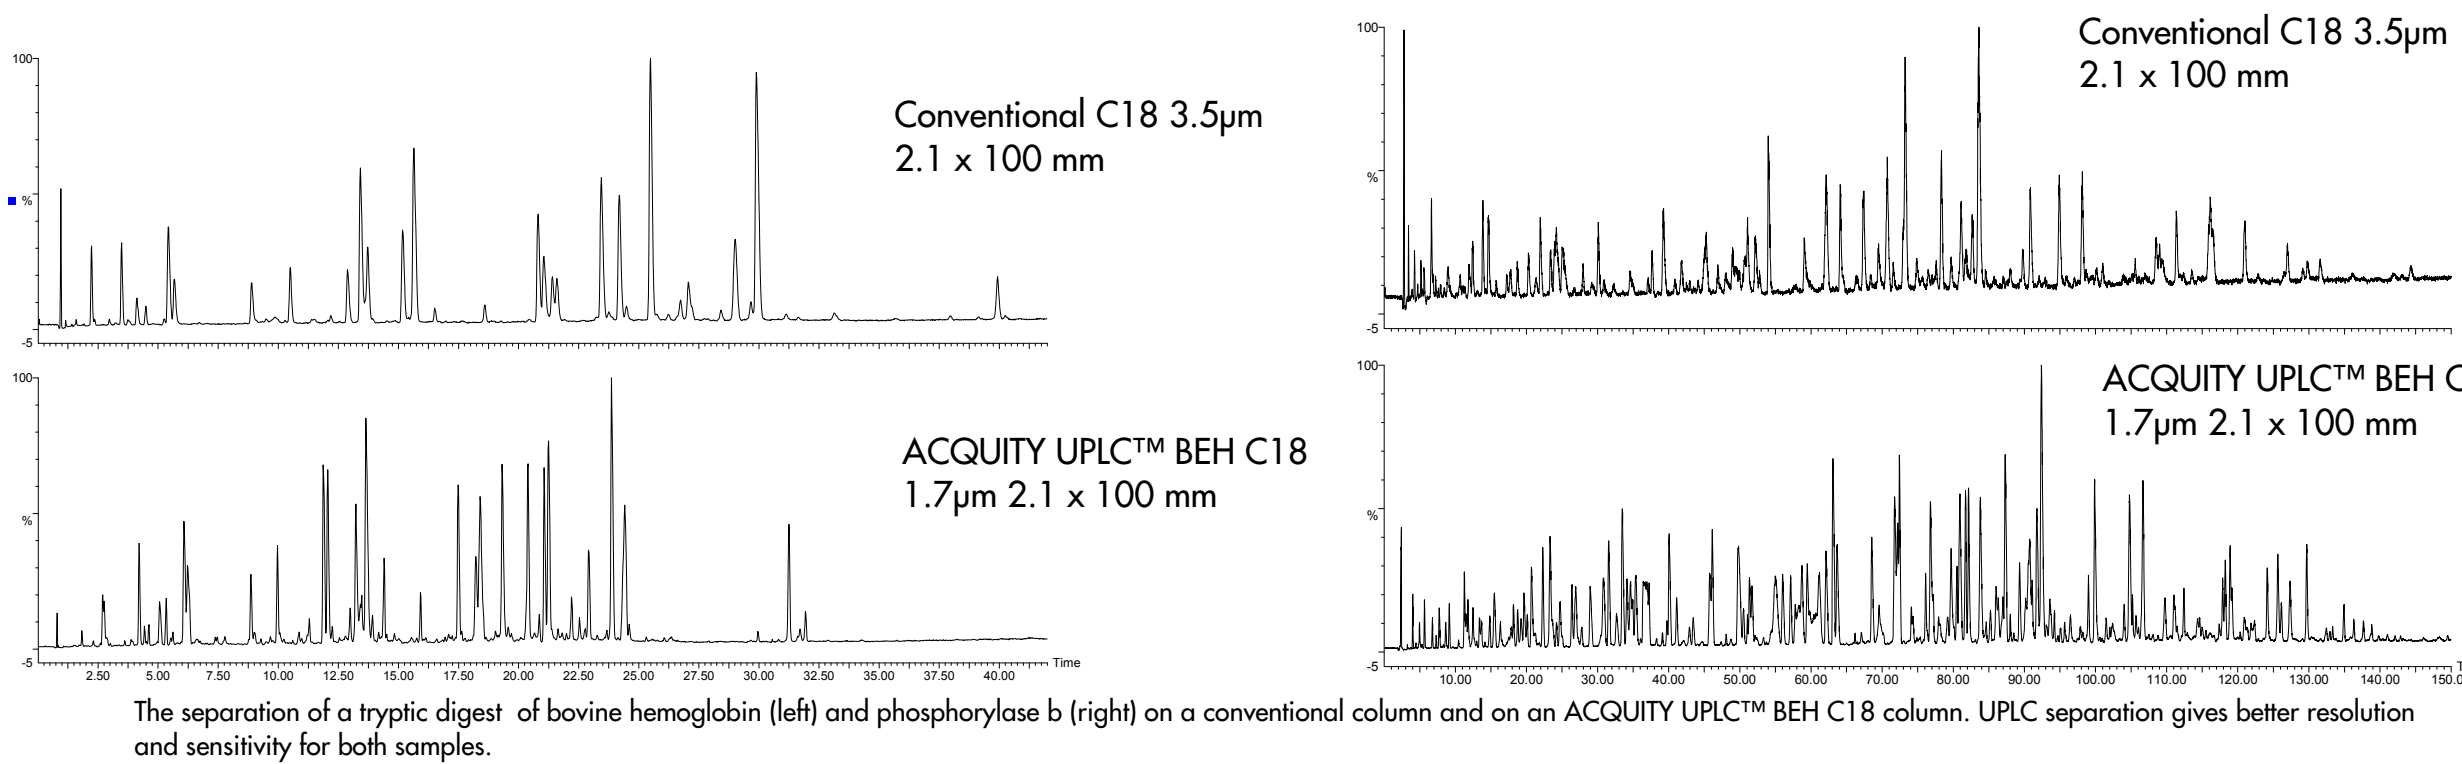 Conventional C18 3.5µm
2.1 x 100 mm
100
%
-5
ACQUITY UPLC™ BEH C18
1.7µm 2.1 x 100 mm
100
%
-5
2.50 5.00 7.50 10.00 12.50 15.00 17.50 20.00 22.50 25.00 27.50 30.00 32.50 35.00 37.50 40.00
Time
Conventional C18 3.5µm
2.1 x 100 mm
100
%
-5
ACQUITY UPLC™ BEH C
1.7µm 2.1 x 100 mm
100
%
-5
10.00 20.00 30.00 40.00 50.00 60.00 70.00 80.00 90.00 100.00 110.00 120.00 130.00 140.00 150.0
The separation of a tryptic digest of bovine hemoglobin (left) and phosphorylase b (right) on a conventional column and on an ACQUITY UPLC™ BEH C18 column. UPLC separation gives better resolution
and sensitivity for both samples.